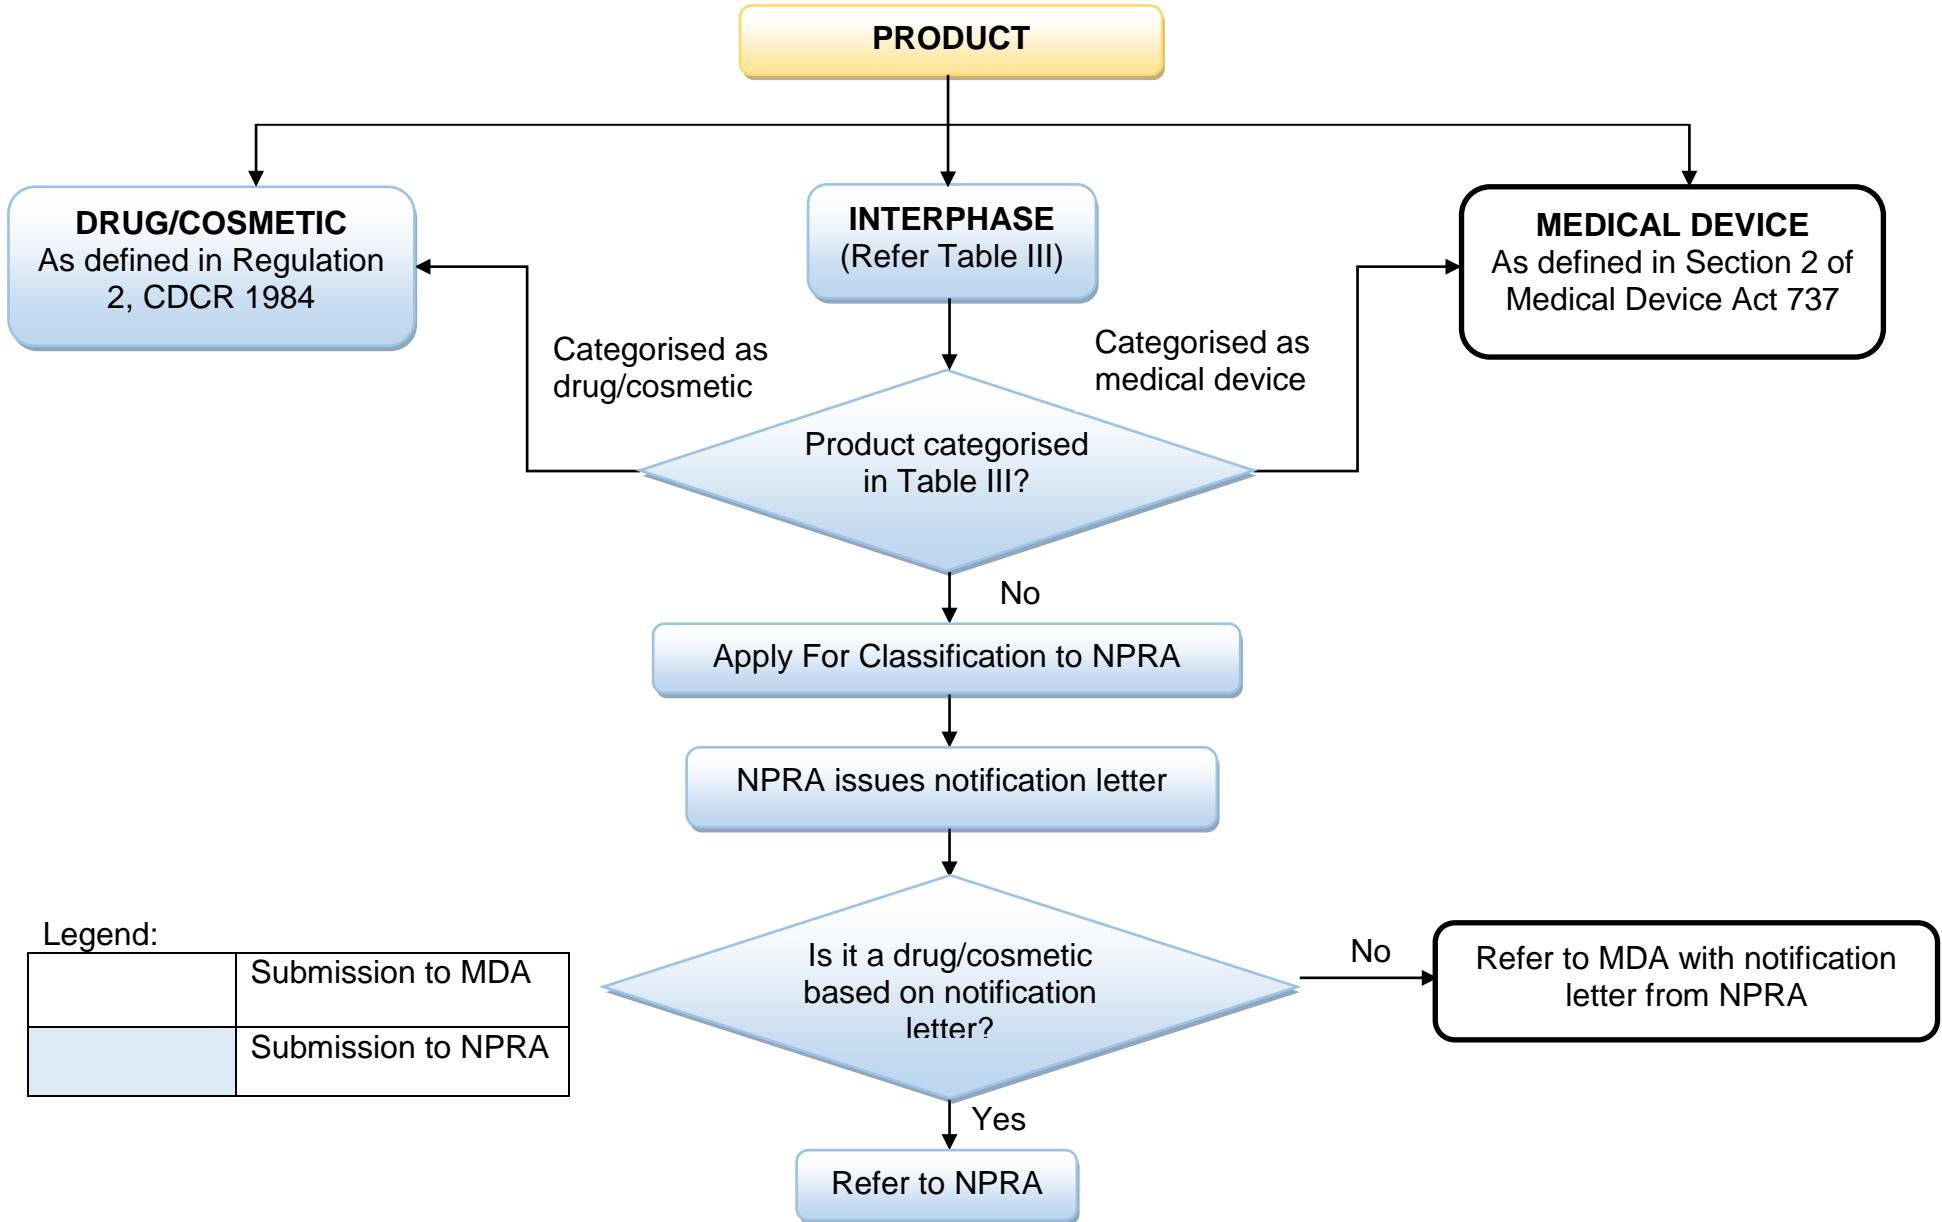 PRODUCT
DRUG/COSMETIC
As defined in Regulation
2, CDCR 1984
INTERPHASE
(Refer Table III)
MEDICAL DEVICE
As defined in Section 2 of
Medical Device Act 737
Categorised as
drug/cosmetic
Categorised as
medical device
Product categorised
in Table III?
No
Apply For Classification to NPRA
NPRA issues notification letter
Is it a drug/cosmetic
based on notification
letter?
No
Refer to MDA with notification
letter from NPRA
Yes
Refer to NPRA
Legend:
Submission to MDA
Submission to NPRA